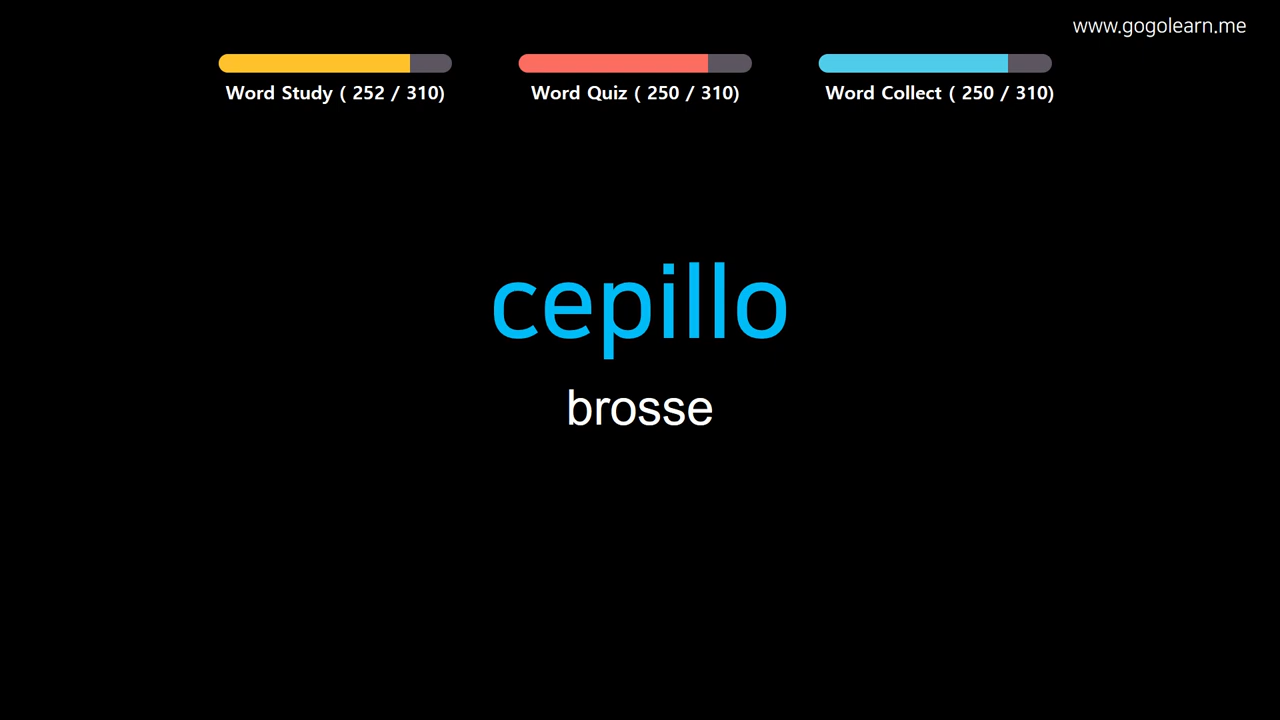 www.gogolearn.me
Word Study ( 252 / 310)
Word Quiz ( 250 / 310)
Word Collect ( 250 / 310)
cepillo
brosse